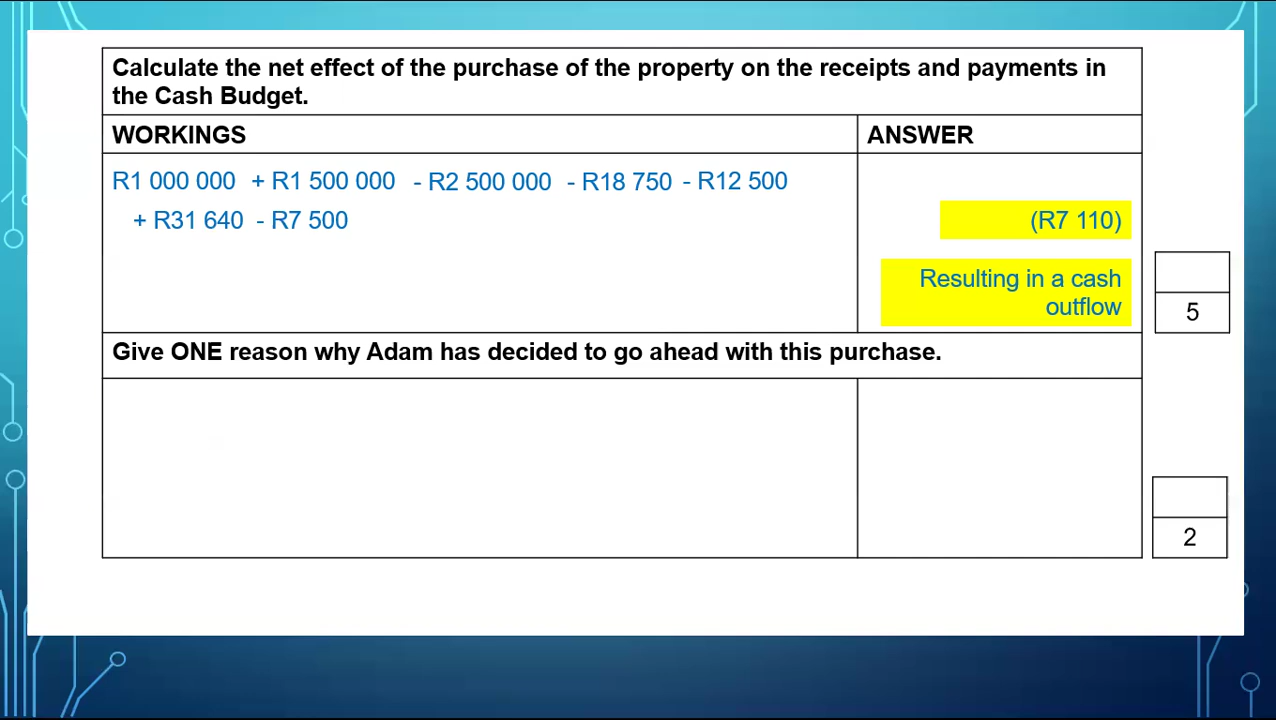 Calculate the net effect of the purchase of the property on the receipts and payments in
the Cash Budget.
WORKINGS
ANSWER
R1 000 000 + R1 500 000 - R2 500 000 - R18 750 - R12 500
+ R31 640 - R7 500
(R7 110)
Resulting in a cash
outflow
5
Give ONE reason why Adam has decided to go ahead with this purchase.
2